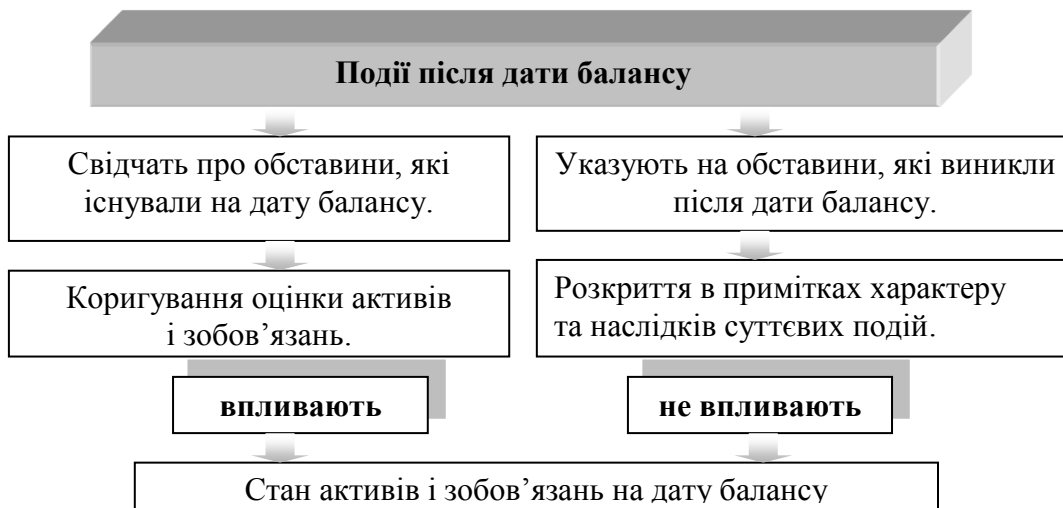 Події після дати балансу
Свідчать про обставини, які
існували на дату балансу.
Указують на обставини, які виникли
після дати балансу.
Коригування оцінки активів
і зобов’язань.
Розкриття в примітках характеру
та наслідків суттєвих подій.
впливають
не впливають
Стан активів і зобов’язань на дату балансу